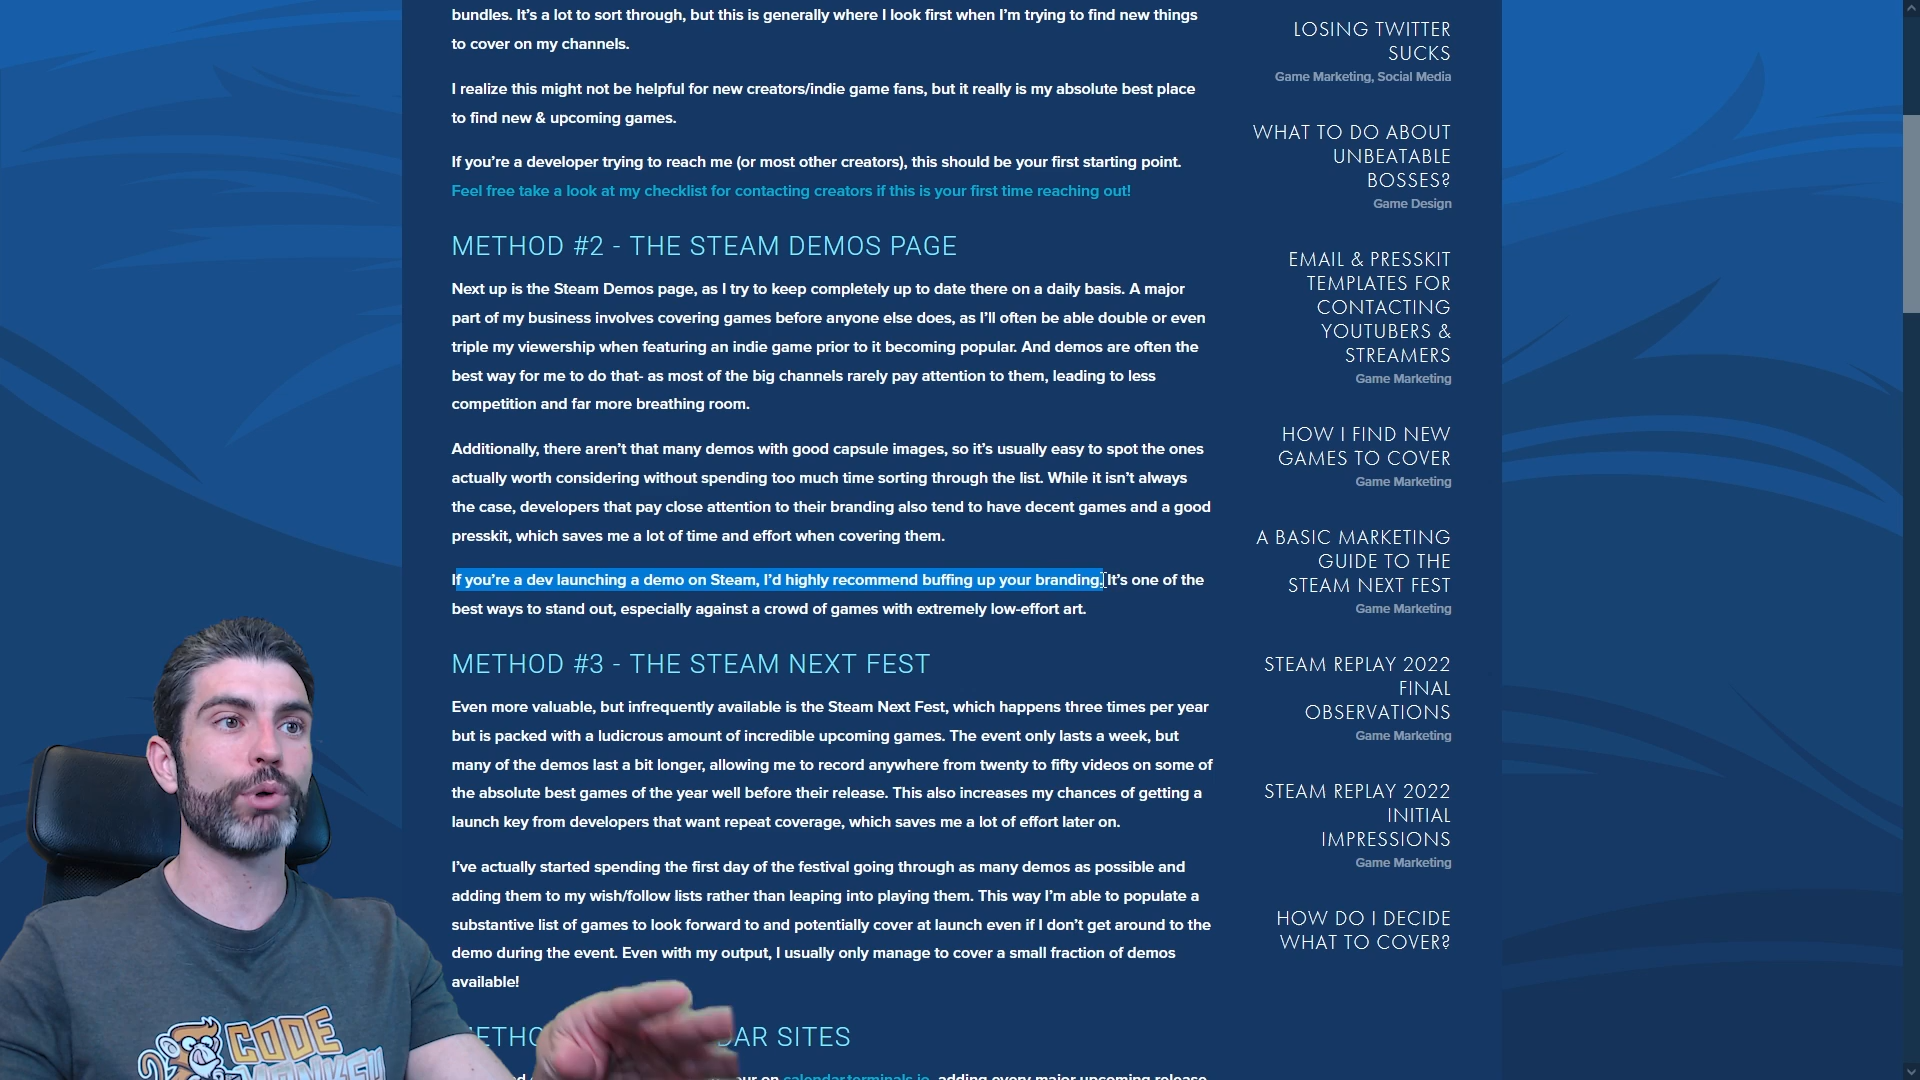 bundles. It's a lot to sort through, but this is generally where I look first when I'm trying to find new things
to cover on my channels.
I realize this might not be helpful for new creators/indie game fans, but it really is my absolute best place
to find new & upcoming games.
If you're a developer trying to reach me (or most other creators), this should be your first starting point.
Feel free take a look at my checklist for contacting creators if this is your first time reaching out!
METHOD #2 - THE STEAM DEMOS PAGE
Next up is the Steam Demos page, as I try to keep completely up to date there on a daily basis. A major
part of my business involves covering games before anyone else does, as I'll often be able double or even
triple my viewership when featuring an indie game prior to it becoming popular. And demos are often the
best way for me to do that- as most of the big channels rarely pay attention to them, leading to less
competition and far more breathing room.
Additionally, there aren't that many demos with good capsule images, so it's usually easy to spot the ones
actually worth considering without spending too much time sorting through the list. While it isn't always
the case, developers that pay close attention to their branding also tend to have decent games and a good
presskit, which saves me a lot of time and effort when covering them.
If you're a dev launching a demo on Steam, I'd highly recommend buffing up your branding. It's one of the
best ways to stand out, especially against a crowd of games with extremely low-effort art.
METHOD #3 - THE STEAM NEXT FEST
Even more valuable, but infrequently available is the Steam Next Fest, which happens three times per year
but is packed with a ludicrous amount of incredible upcoming games. The event only lasts a week, but
many of the demos last a bit longer, allowing me to record anywhere from twenty to fifty videos on some of
the absolute best games of the year well before their release. This also increases my chances of getting a
launch key from developers that want repeat coverage, which saves me a lot of effort later on.
I've actually started spending the first day of the festival going through as many demos as possible and
adding them to my wish/follow lists rather than leaping into playing them. This way I'm able to populate a
substantive list of games to look forward to and potentially cover at launch even if I don't get around to the
demo during the event. Even with my output, I usually only manage to cover a small fraction of demos
available!
SITES
calendar.terminals.io, adding every major upcoming release
LOSING TWITTER
SUCKS
Game Marketing, Social Media
WHAT TO DO ABOUT
UNBEATABLE
BOSSES?
Game Design
EMAIL & PRESSKIT
TEMPLATES FOR
CONTACTING
YOUTUBERS &
STREAMERS
Game Marketing
HOW I FIND NEW
GAMES TO COVER
Game Marketing
A BASIC MARKETING
GUIDE TO THE
STEAM NEXT FEST
Game Marketing
STEAM REPLAY 2022
FINAL
OBSERVATIONS
Game Marketing
STEAM REPLAY 2022
INITIAL
IMPRESSIONS
Game Marketing
HOW DO I DECIDE
WHAT TO COVER?
CODE
MONKEY